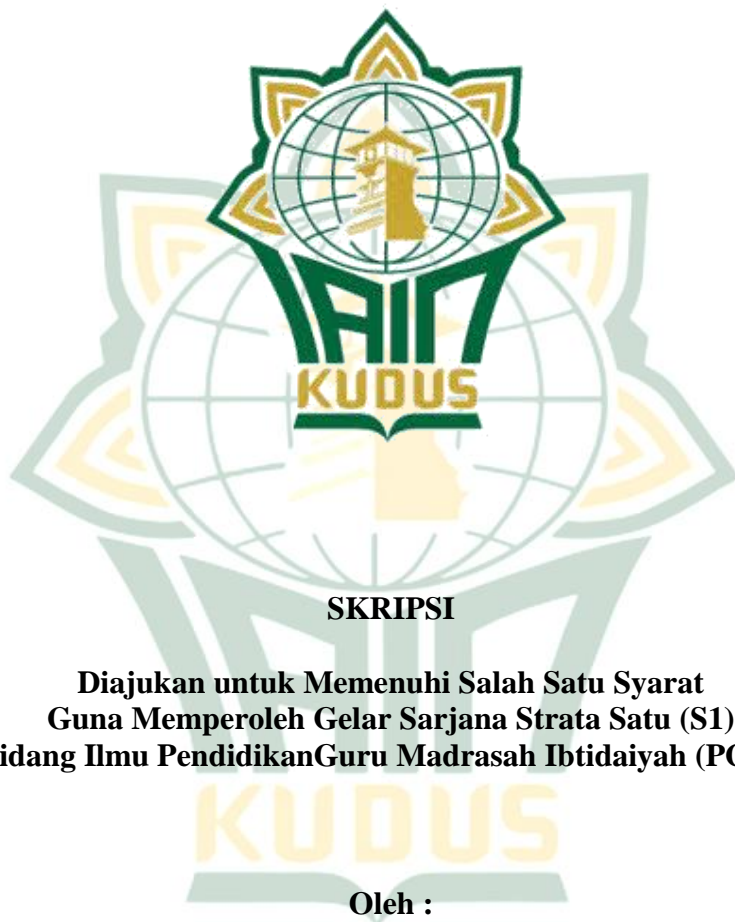 IAIN
KUDUS
SKRIPSI
Diajukan untuk Memenuhi Salah Satu Syarat
Guna Memperoleh Gelar Sarjana Strata Satu (S1)
idang Ilmu PendidikanGuru Madrasah Ibtidaiyah (PG
KUDUS
Oleh :